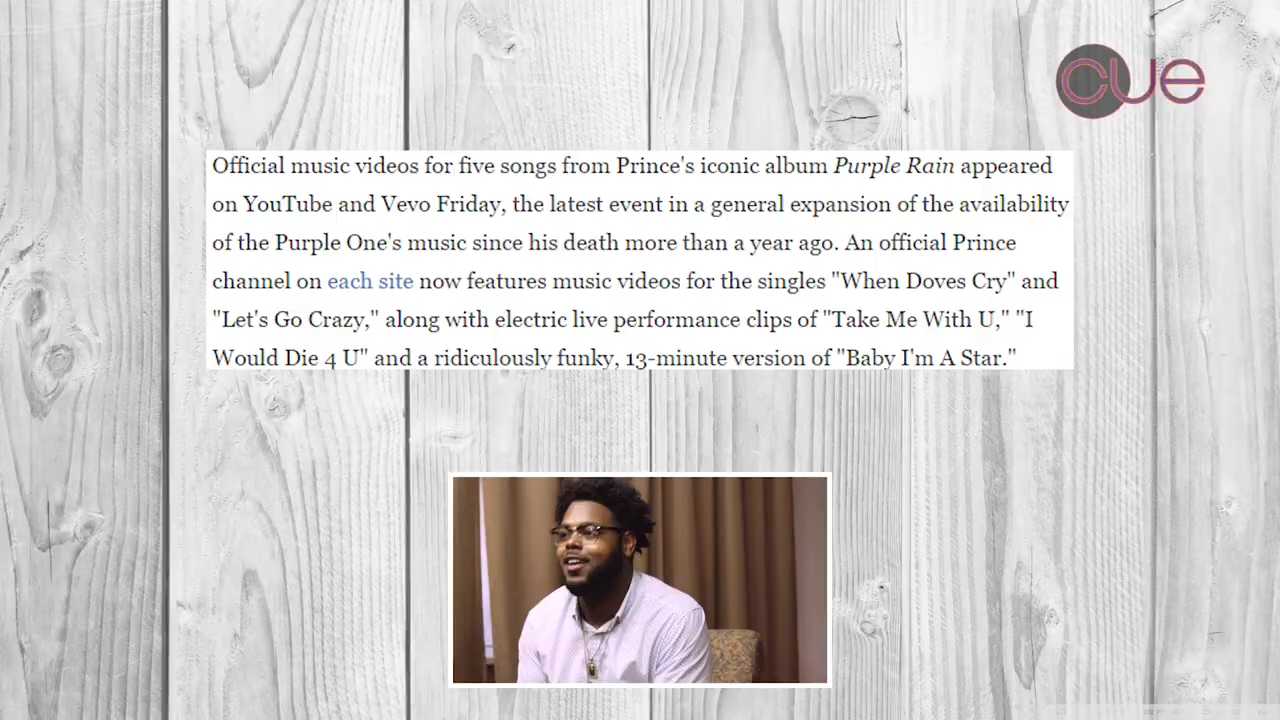 cue
Official music videos for five songs from Prince's iconic album Purple Rain appeared
on YouTube and Vevo Friday, the latest event in a general expansion of the availability
of the Purple One's music since his death more than a year ago. An official Prince
channel on each site now features music videos for the singles "When Doves Cry" and
"Let's Go Crazy," along with electric live performance clips of "Take Me With U," "I
Would Die 4 U" and a ridiculously funky, 13-minute version of "Baby I'm A Star."